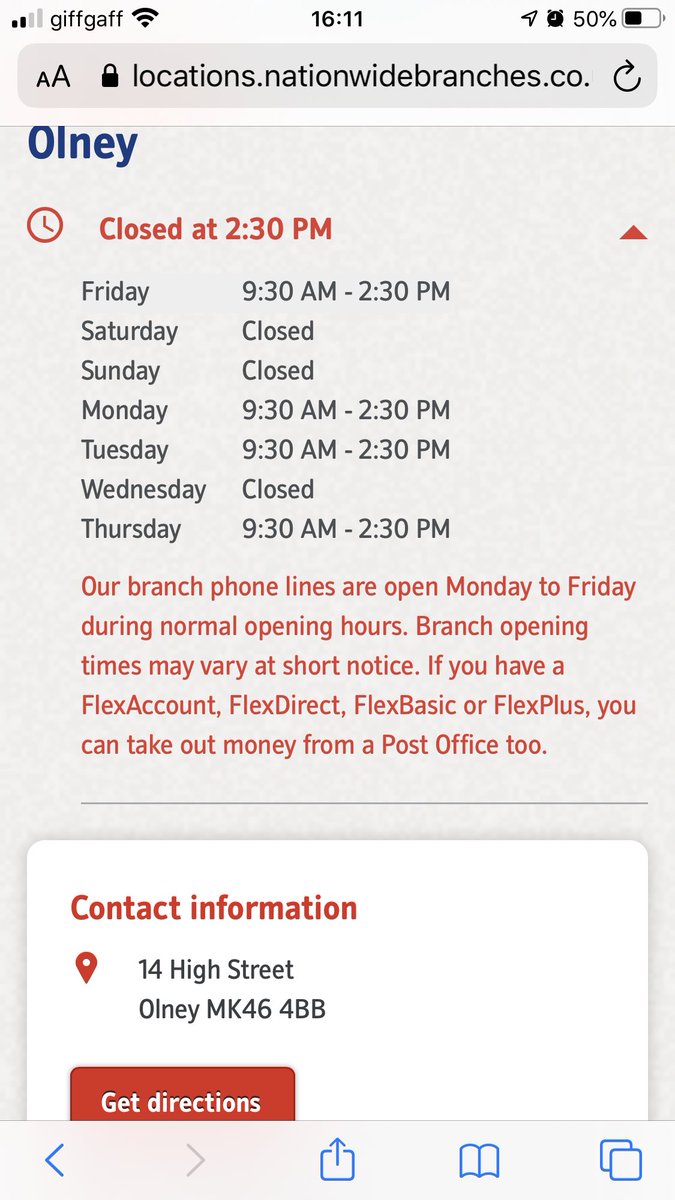 giffgaff 16:11 50%
AA locations.nationwidebranches.co.
Olney
Closed at 2:30 PM
Friday 9:30 AM - 2:30 PM
Saturday Closed
Sunday Closed
Monday 9:30 AM - 2:30 PM
Tuesday 9:30 AM - 2:30 PM
Wednesday Closed
Thursday 9:30 AM - 2:30 PM
Our branch phone lines are open Monday to Friday
during normal opening hours. Branch opening
times may vary at short notice. If you have a
FlexAccount, FlexDirect, FlexBasic or FlexPlus, you
can take out money from a Post Office too.
Contact information
14 High Street
Olney MK46 4BB
Get directions